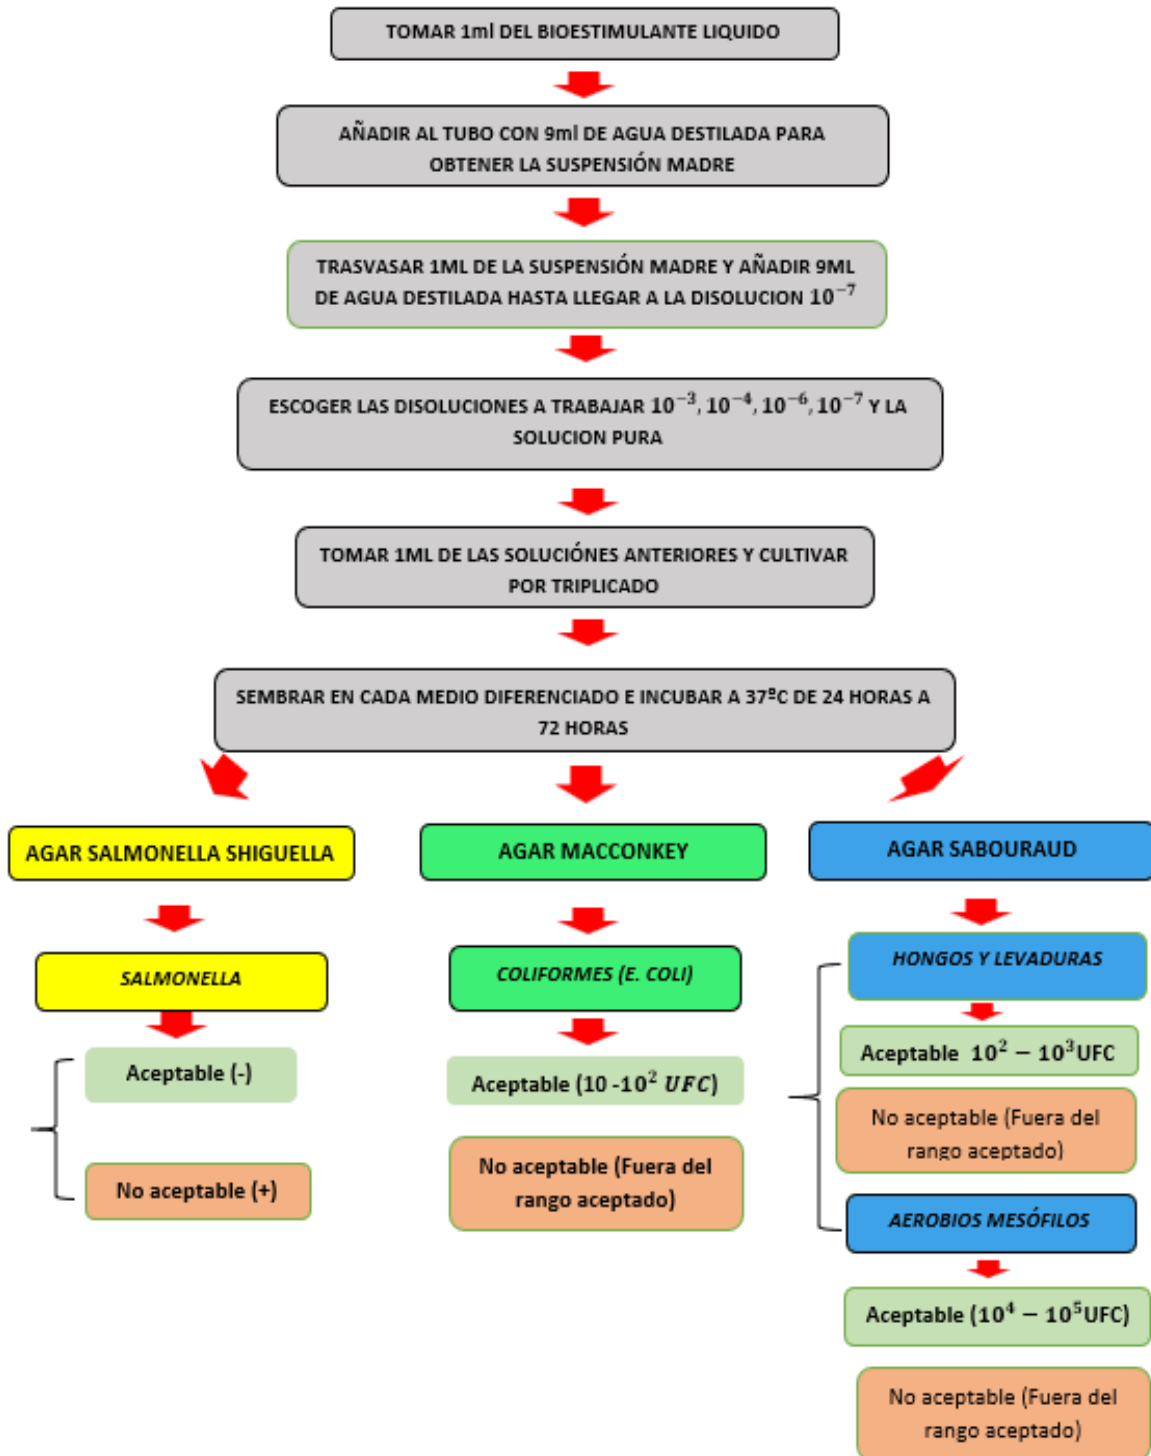 TOMAR 1ml DEL BIOESTIMULANTE LIQUIDO
AÑADIR AL TUBO CON 9ml DE AGUA DESTILADA PARA
OBTENER LA SUSPENSIÓN MADRE
TRASVASAR 1ML DE LA SUSPENSIÓN MADRE Y AÑADIR 9ML
DE AGUA DESTILADA HASTA LLEGAR A LA DISOLUCION 10⁻⁷
ESCOGER LAS DISOLUCIONES A TRABAJAR 10⁻³, 10⁻⁴, 10⁻⁶, 10⁻⁷ Y LA
SOLUCION PURA
TOMAR 1ML DE LAS SOLUCIÓNES ANTERIORES Y CULTIVAR
POR TRIPLICADO
SEMBRAR EN CADA MEDIO DIFERENCIADO E INCUBAR A 37ºC DE 24 HORAS A
72 HORAS
AGAR SALMONELLA SHIGUELLA
SALMONELLA
Aceptable (-)
No aceptable (+)
AGAR MACCONKEY
COLIFORMES (E. COLI)
Aceptable (10 -10² UFC)
No aceptable (Fuera del
rango aceptado)
AGAR SABOURAUD
HONGOS Y LEVADURAS
Aceptable 10² − 10³UFC
No aceptable (Fuera del
rango aceptado)
AEROBIOS MESÓFILOS
Aceptable (10⁴ − 10⁵UFC)
No aceptable (Fuera del
rango aceptado)